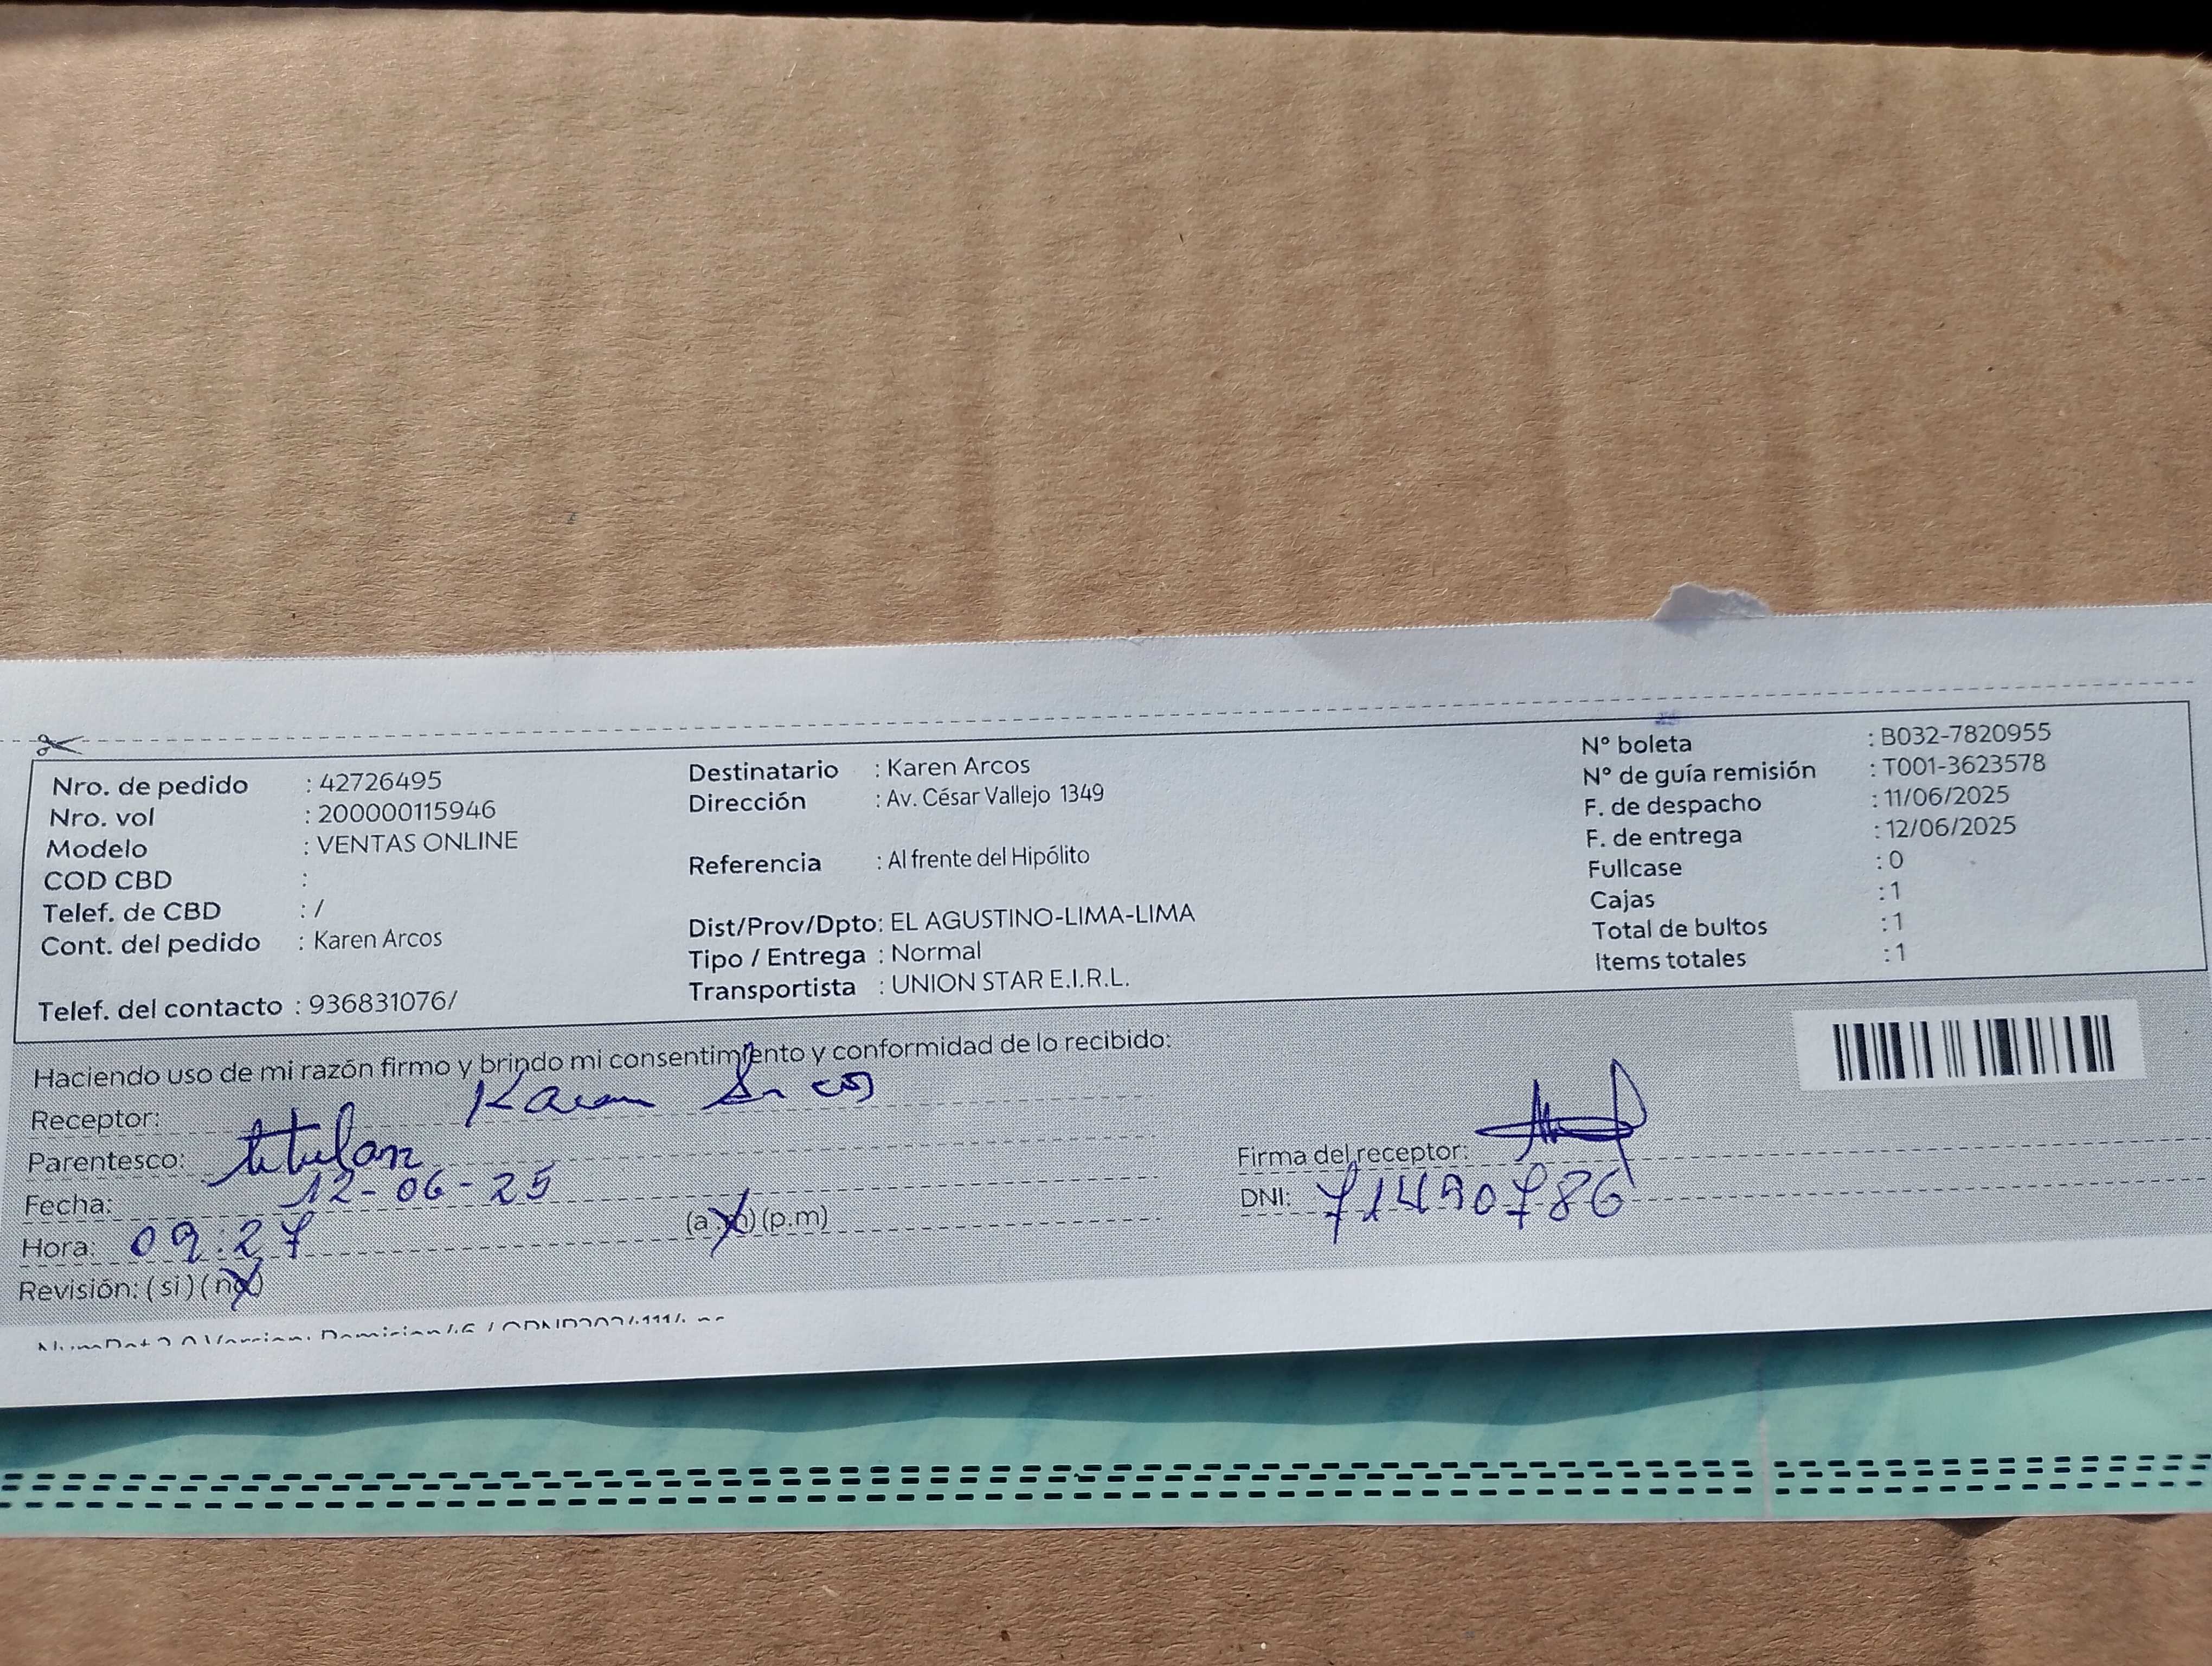 Nro. de pedido : 42726495
Nro. vol : 200000115946
Modelo : VENTAS ONLINE
COD CBD :
Telef. de CBD : /
Cont. del pedido : Karen Arcos
Telef. del contacto : 936831076/
Destinatario : Karen Arcos
Dirección : Av. César Vallejo 1349
Referencia : Al frente del Hipólito
Dist/Prov/Dpto: EL AGUSTINO-LIMA-LIMA
Tipo / Entrega : Normal
Transportista : UNION STAR E.I.R.L.
N° boleta : B032-7820955
N° de guía remisión : T001-3623578
F. de despacho : 11/06/2025
F. de entrega : 12/06/2025
Fullcase : 0
Cajas : 1
Total de bultos : 1
Items totales : 1
Haciendo uso de mi razón firmo y brindo mi consentimiento y conformidad de lo recibido:
Receptor: Karen Arcos
Parentesco: titular
Fecha: 12-06-25
Hora: 09:27 (a.m) (p.m)
Revisión: (si) (no)
Firma del receptor:
DNI: 71490786